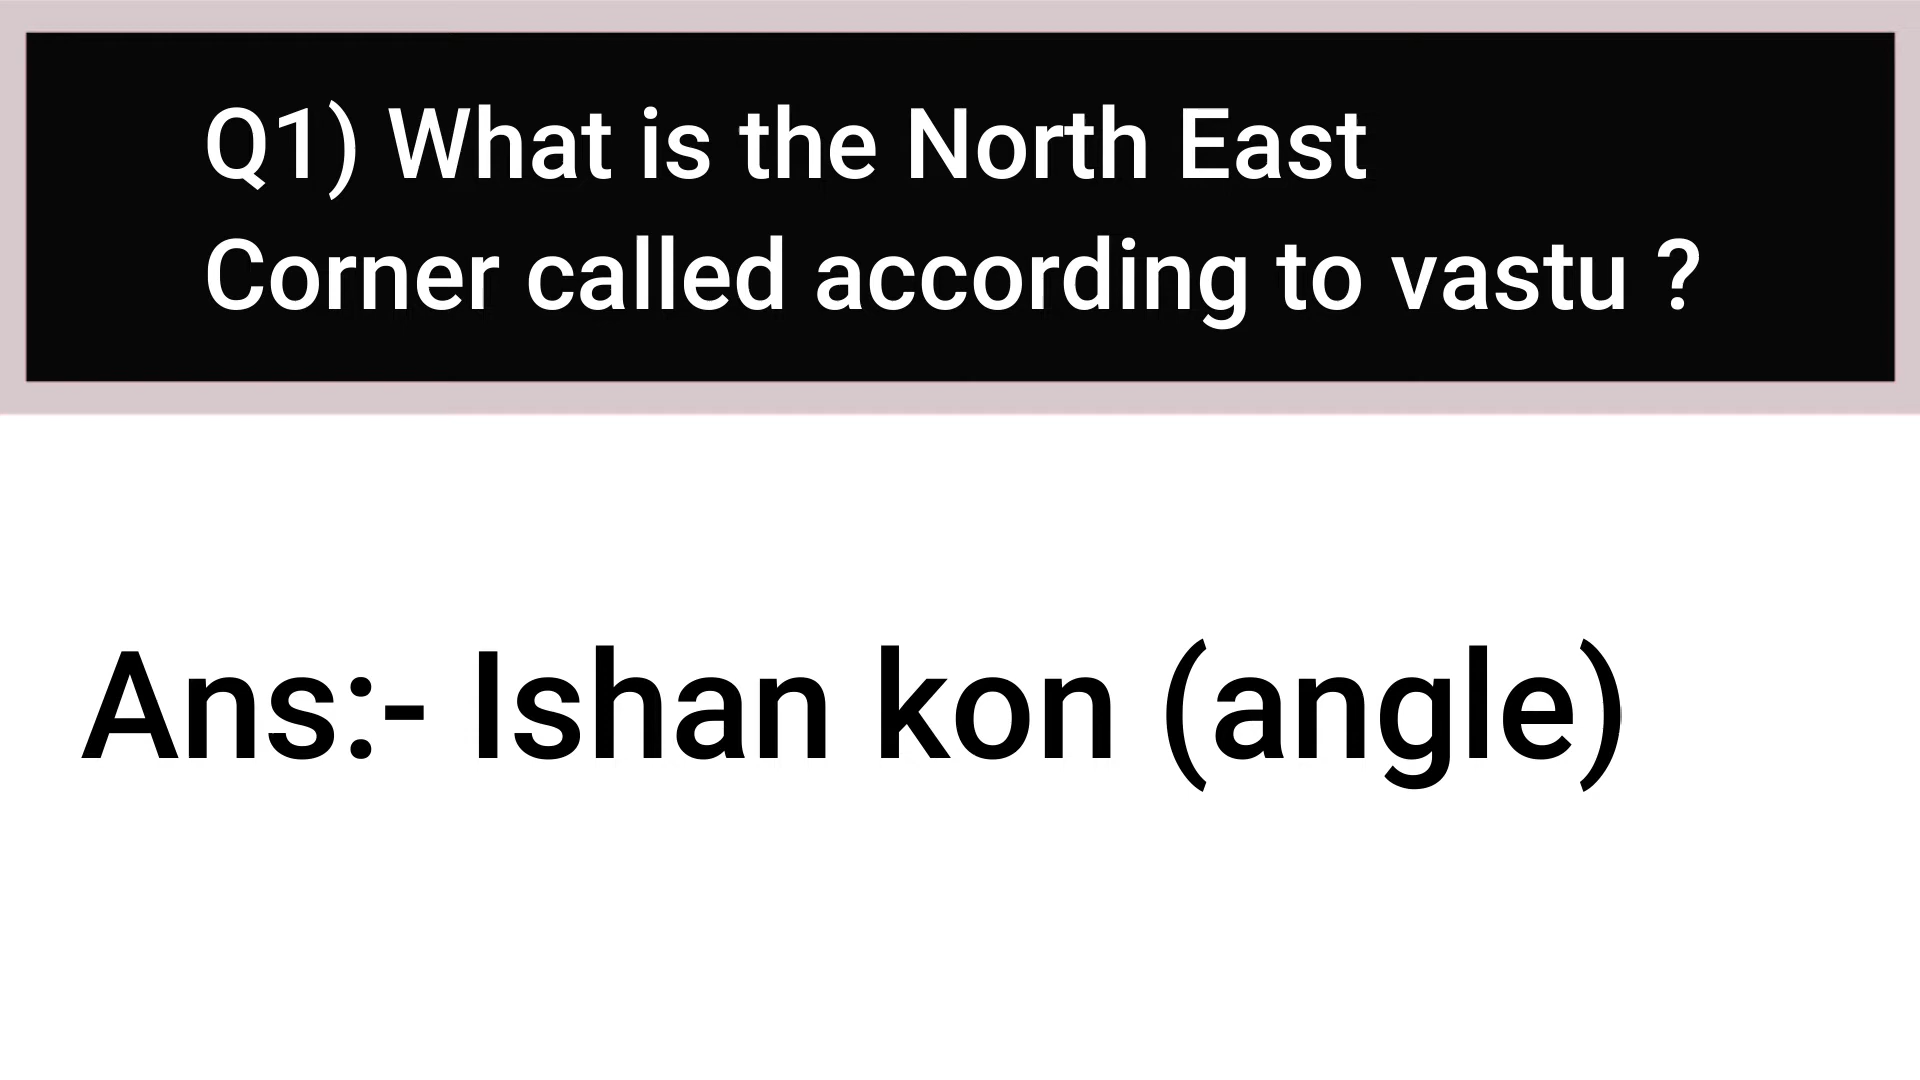 Q1) What is the North East
Corner called according to vastu ?
Ans:- Ishan kon (angle)